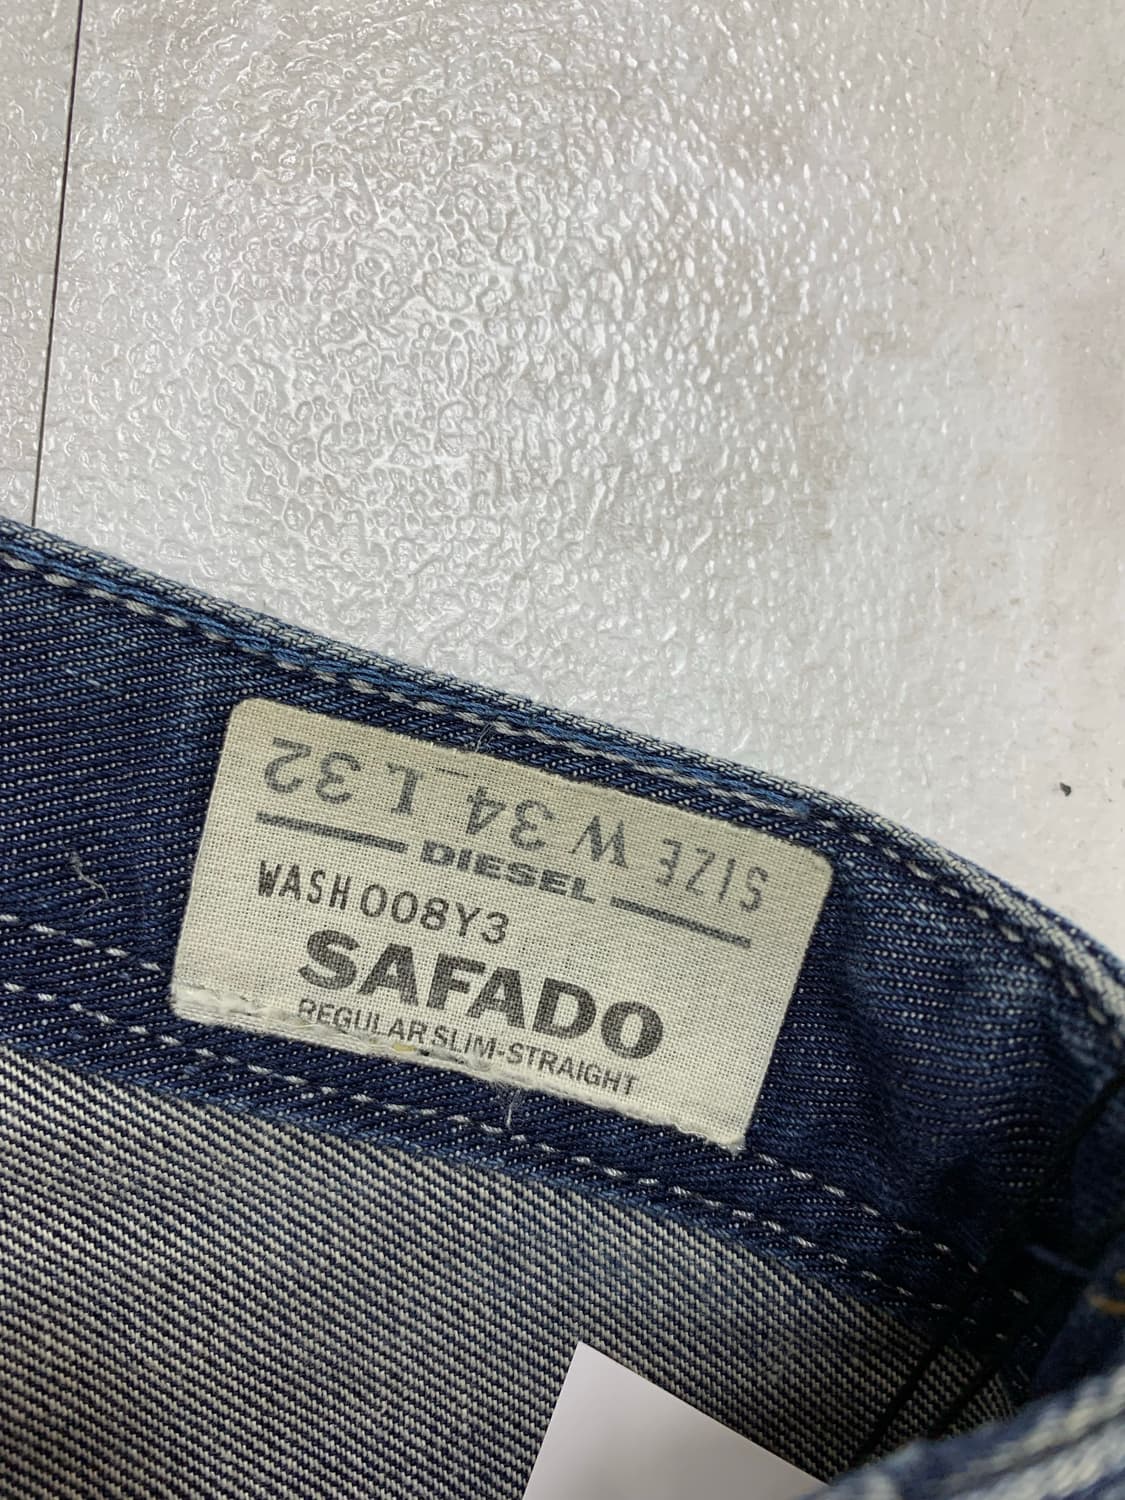 SIZE W 34 L 32
DIESEL
WASH 008Y3
SAFADO
REGULAR SLIM-STRAIGHT